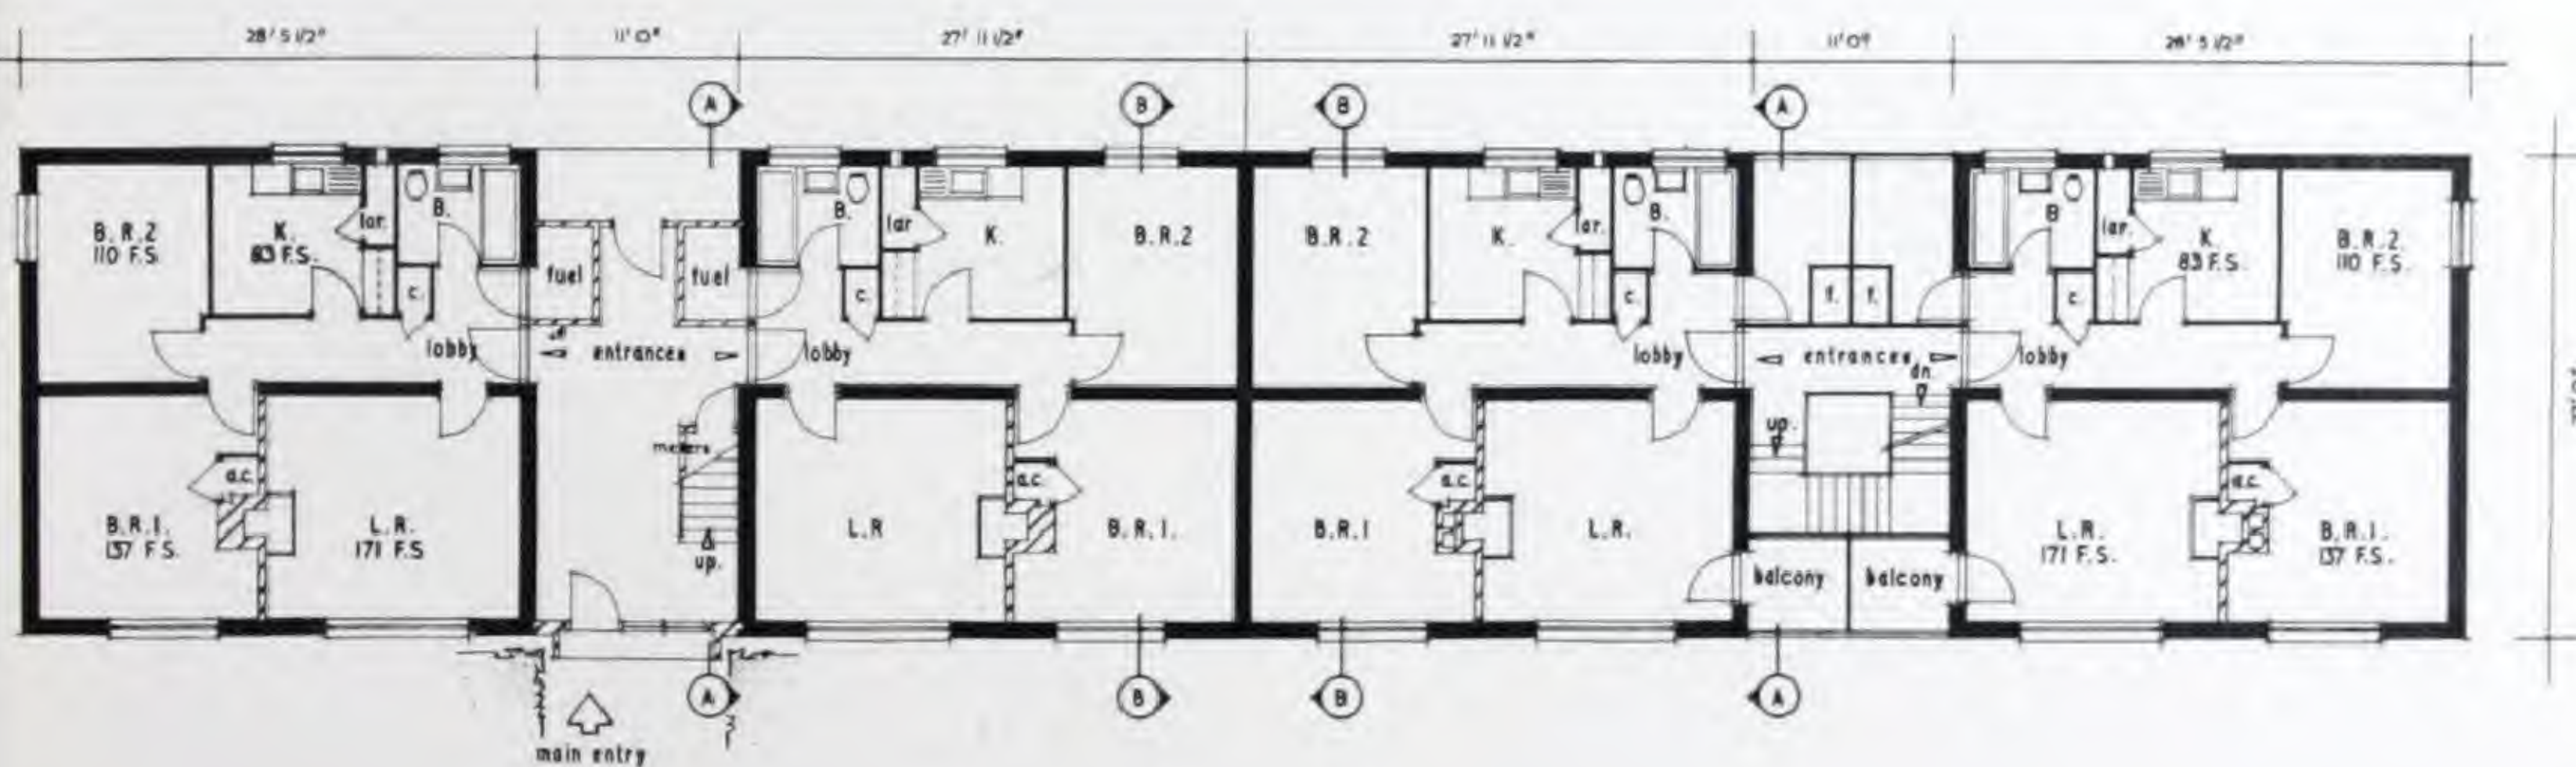 28' 5 1/2"
11' 0"
27' 11 1/2"
27' 11 1/2"
11' 0"
28' 5 1/2"
A
B
B
A
B.R.2
110 F.S.
K.
83 F.S.
lar.
B.
c.
lobby
fuel
fuel
entrances
B.
lar
K.
c.
lobby
B.R.2
B.R.2
K.
lar.
B.
c.
lobby
f.
f.
entrances
dn.
up.
B
lar.
c.
lobby
K.
83 F.S.
B.R.2.
110 F.S.
B.R.1.
137 F.S.
a.c.
L.R.
171 F.S
meters
up.
L.R
a.c.
B.R.1.
B.R.1
a.c.
L.R.
balcony
balcony
L.R.
171 F.S.
a.c.
B.R.1.
137 F.S.
A
B
B
A
main entry